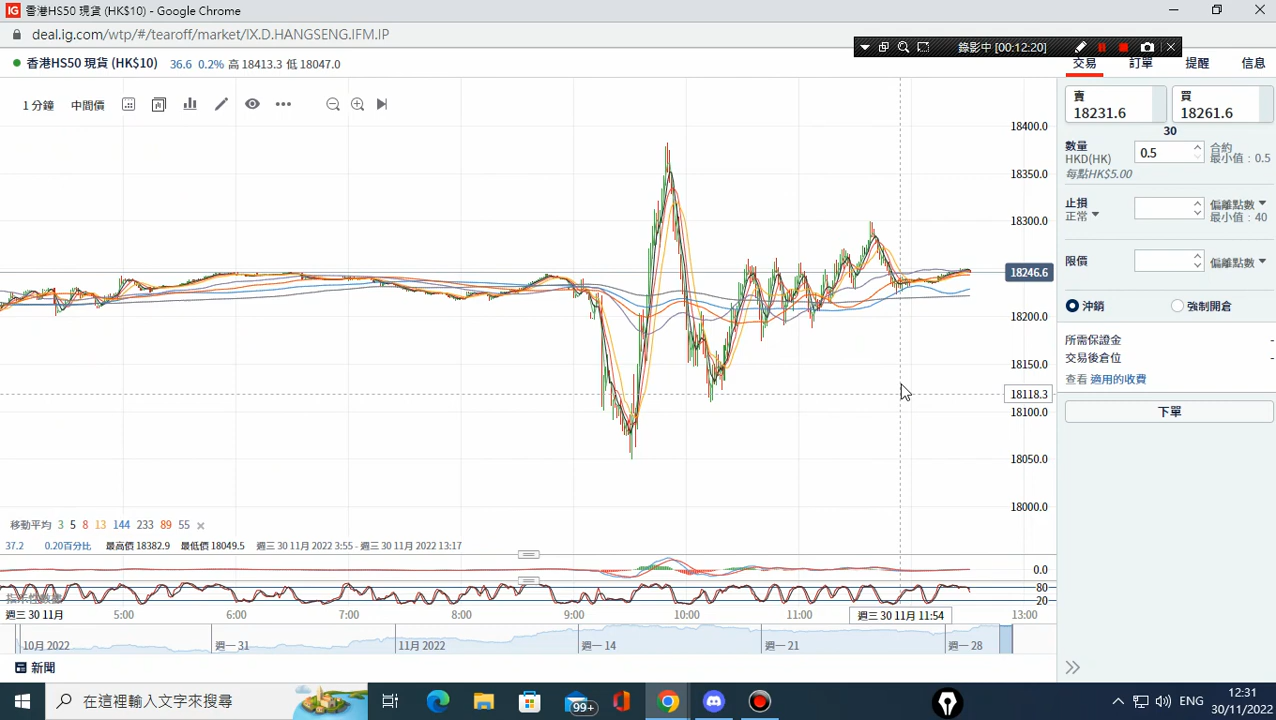 IG 香港HS50 現貨 (HK$10) - Google Chrome
deal.ig.com/wtp/#/tearoff/market/IX.D.HANGSENG.IFM.IP
錄影中 [00:12:20]
香港HS50 現貨 (HK$10) 36.6 0.2% 高 18413.3 低 18047.0
交易 訂單 提醒 信息
1 分鐘 中間價
賣 18231.6
買 18261.6
30
數量
HKD(HK)
0.5
合約
最小值 : 0.5
每點HK$5.00
止損
正常
偏離點數
最小值 : 40
限價
偏離點數
沖銷
強制開倉
所需保證金 -
交易後倉位 -
查看 適用的收費
下單
18400.0
18350.0
18300.0
18246.6
18200.0
18150.0
18118.3
18100.0
18050.0
18000.0
移動平均 3 5 8 13 144 233 89 55
37.2 0.20百分比 最高價 18382.9 最低價 18049.5 週三 30 11月 2022 3:55 - 週三 30 11月 2022 13:17
0.0
80
20
週三 30 11月 5:00 6:00 7:00 8:00 9:00 10:00 11:00 週三 30 11月 11:54 13:00
10月 2022 週一 31 11月 2022 週一 14 週一 21 週一 28
新聞
在這裡輸入文字來搜尋
99+
ENG
12:31
30/11/2022